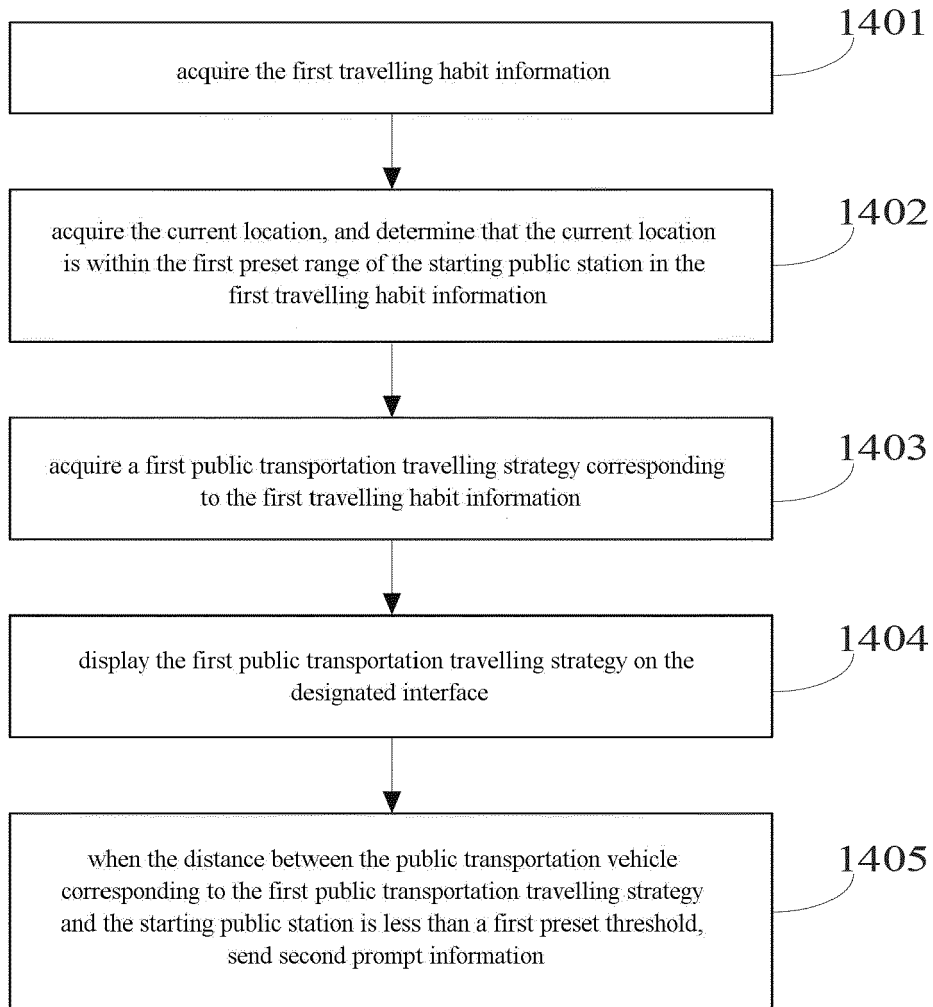 1401
acquire the first travelling habit information
1402
acquire the current location, and determine that the current location
is within the first preset range of the starting public station in the
first travelling habit information
1403
acquire a first public transportation travelling strategy corresponding
to the first travelling habit information
1404
display the first public transportation travelling strategy on the
designated interface
1405
when the distance between the public transportation vehicle
corresponding to the first public transportation travelling strategy
and the starting public station is less than a first preset threshold,
send second prompt information